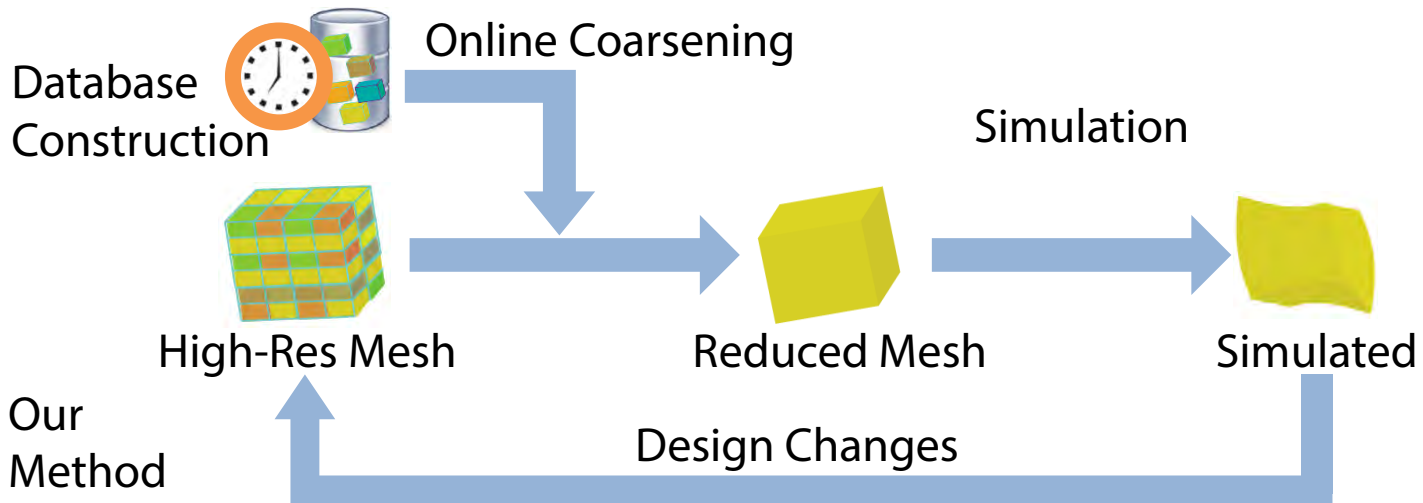 Online Coarsening
Database
Construction
Simulation
High-Res Mesh
Reduced Mesh
Simulated
Our
Method
Design Changes